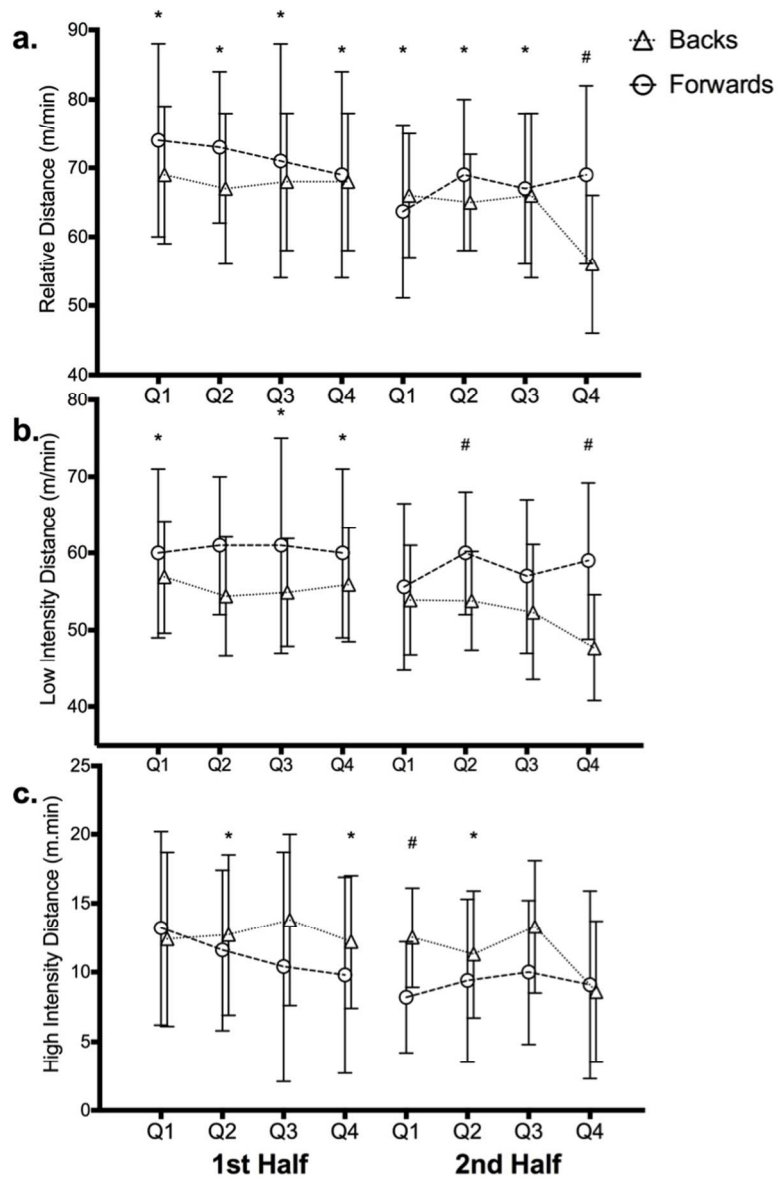 a.
Relative Distance (m/min)
90
80
70
60
50
40
* * * * * * * #
Backs
Forwards
Q1 Q2 Q3 Q4 Q1 Q2 Q3 Q4
b.
Low Intensity Distance (m/min)
80
70
60
50
40
* * * # #
Q1 Q2 Q3 Q4 Q1 Q2 Q3 Q4
c.
High Intensity Distance (m.min)
25
20
15
10
5
0
* * # *
Q1 Q2 Q3 Q4 Q1 Q2 Q3 Q4
1st Half 2nd Half